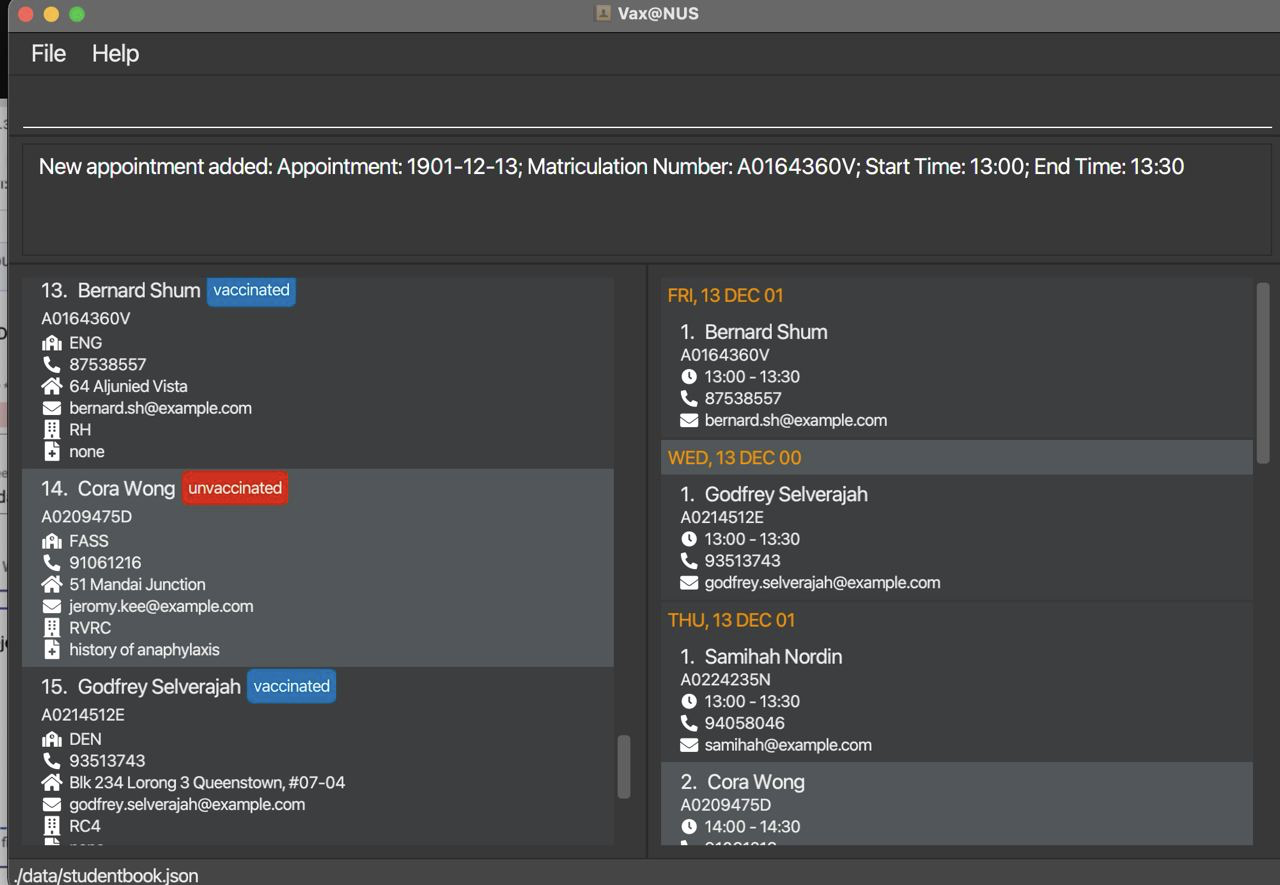 Vax@NUS
File Help
New appointment added: Appointment: 1901-12-13; Matriculation Number: A0164360V; Start Time: 13:00; End Time: 13:30
13. Bernard Shum vaccinated
A0164360V
ENG
87538557
64 Aljunied Vista
bernard.sh@example.com
RH
none
14. Cora Wong unvaccinated
A0209475D
FASS
91061216
51 Mandai Junction
jeromy.kee@example.com
RVRC
history of anaphylaxis
15. Godfrey Selverajah vaccinated
A0214512E
DEN
93513743
Blk 234 Lorong 3 Queenstown, #07-04
godfrey.selverajah@example.com
RC4
FRI, 13 DEC 01
1. Bernard Shum
A0164360V
13:00 - 13:30
87538557
bernard.sh@example.com
WED, 13 DEC 00
1. Godfrey Selverajah
A0214512E
13:00 - 13:30
93513743
godfrey.selverajah@example.com
THU, 13 DEC 01
1. Samihah Nordin
A0224235N
13:00 - 13:30
94058046
samihah@example.com
2. Cora Wong
A0209475D
14:00 - 14:30
./data/studentbook.json